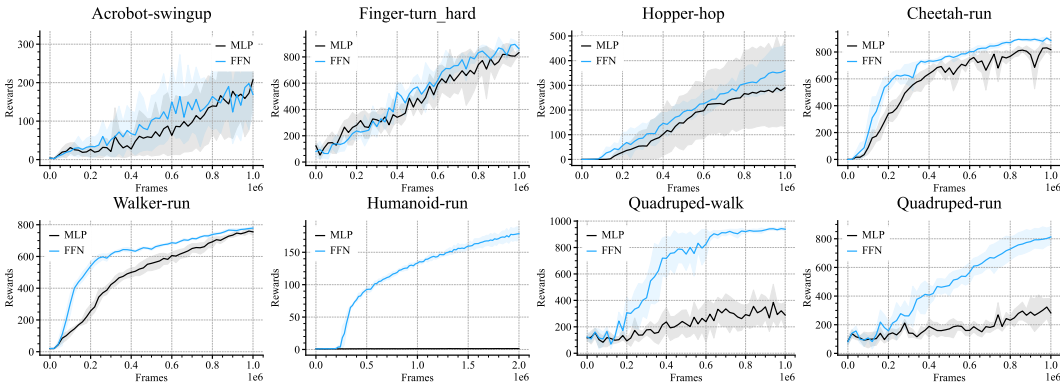 Acrobot-swingup
Finger-turn_hard
Hopper-hop
Cheetah-run
Rewards
300
200
100
0
MLP
FFN
0.0 0.2 0.4 0.6 0.8 1.0
Frames
1e6
Rewards
800
600
400
200
0
MLP
FFN
0.0 0.2 0.4 0.6 0.8 1.0
Frames
1e6
Rewards
500
400
300
200
100
0
MLP
FFN
0.0 0.2 0.4 0.6 0.8 1.0
Frames
1e6
Rewards
800
600
400
200
0
MLP
FFN
0.0 0.2 0.4 0.6 0.8 1.0
Frames
1e6
Walker-run
Humanoid-run
Quadruped-walk
Quadruped-run
Rewards
800
600
400
200
0
MLP
FFN
0.0 0.2 0.4 0.6 0.8 1.0
Frames
1e6
Rewards
150
100
50
0
MLP
FFN
0.5 1.0 1.5 2.0
Frames
1e6
Rewards
1000
800
600
400
200
0
MLP
FFN
0.0 0.2 0.4 0.6 0.8 1.0
Frames
1e6
Rewards
800
600
400
200
0
MLP
FFN
0.0 0.2 0.4 0.6 0.8 1.0
Frames
1e6